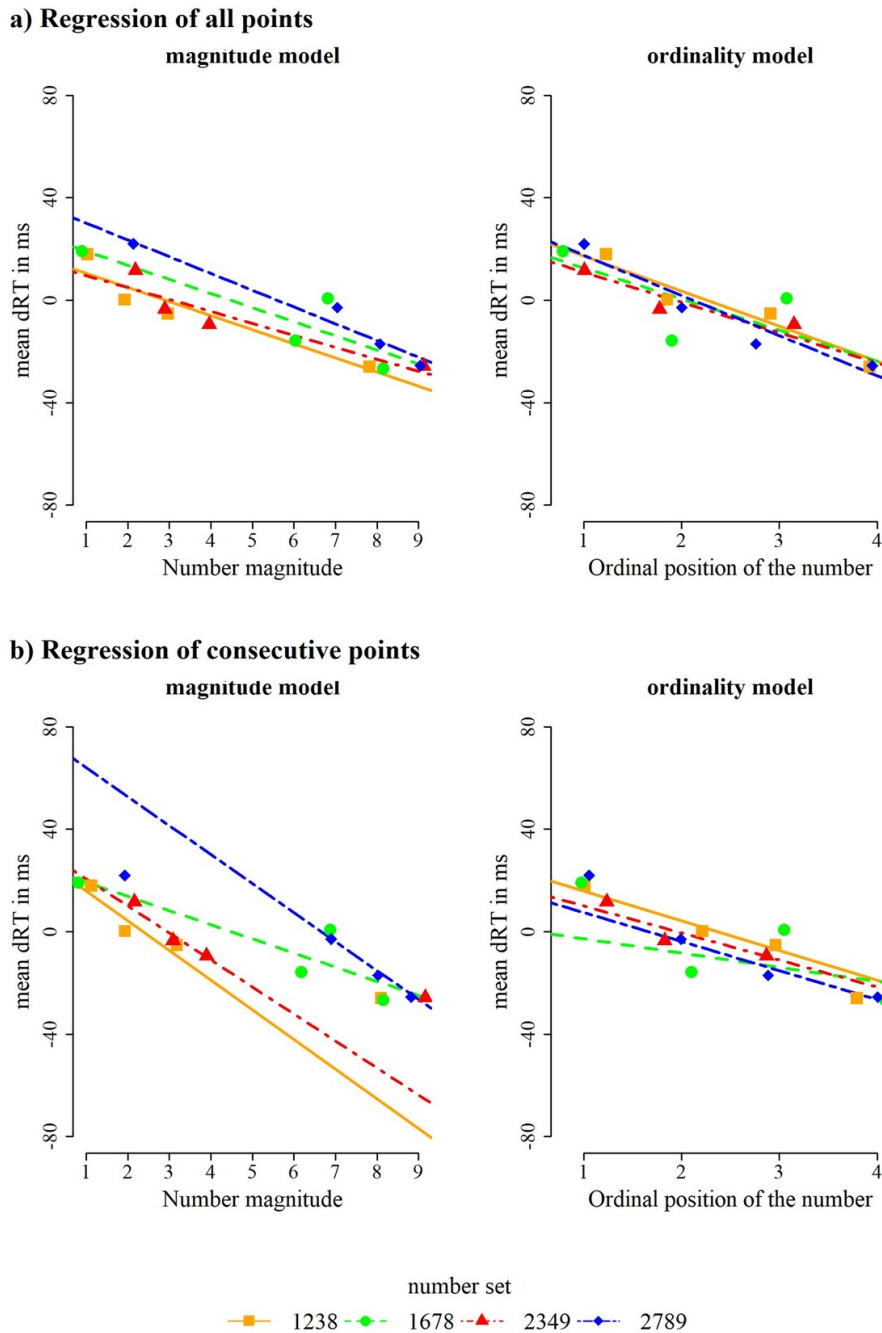 a) Regression of all points
magnitude model
ordinality model
mean dRT in ms
80
40
0
-40
-80
1 2 3 4 5 6 7 8 9
Number magnitude
mean dRT in ms
80
40
0
-40
-80
1 2 3 4
Ordinal position of the number
b) Regression of consecutive points
magnitude model
ordinality model
mean dRT in ms
80
40
0
-40
-80
1 2 3 4 5 6 7 8 9
Number magnitude
mean dRT in ms
80
40
0
-40
-80
1 2 3 4
Ordinal position of the number
number set
1238 1678 2349 2789